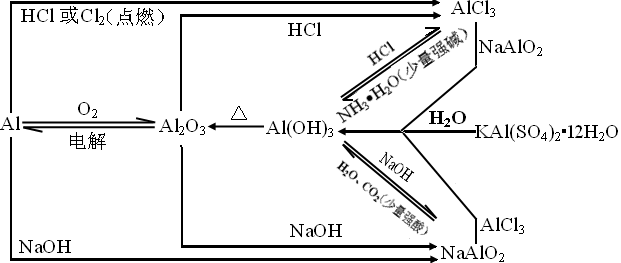 AlCl₃
HCl 或Cl₂(点燃)
HCl
HCl
NH₃•H₂O(少量强碱)
NaAlO₂
O₂
Al
电解
Al₂O₃
△
Al(OH)₃
H₂O
KAl(SO₄)₂•12H₂O
NaOH
H₂O、CO₂(少量强酸)
AlCl₃
NaOH
NaOH
NaAlO₂